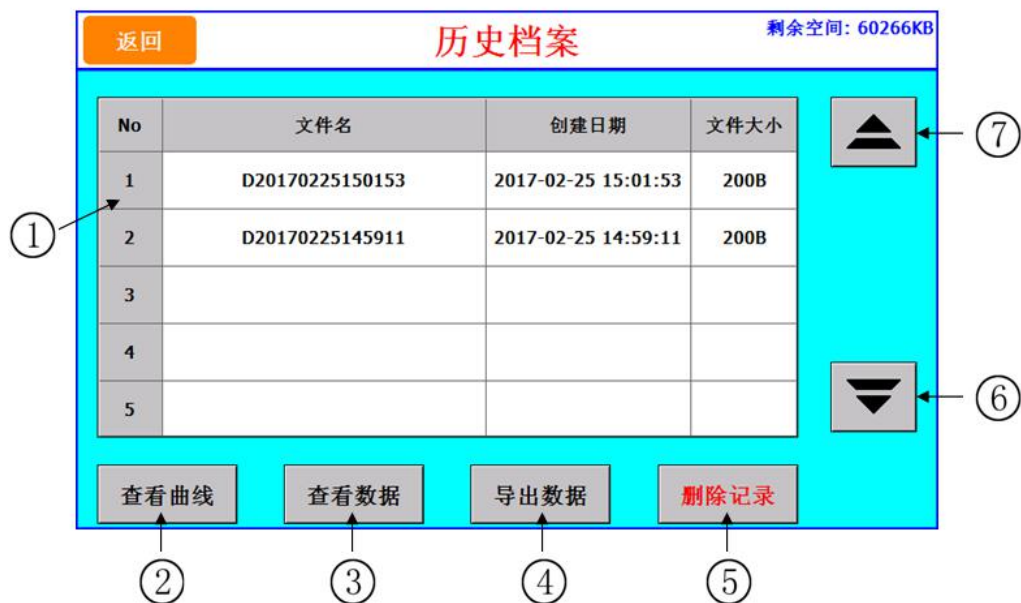 返回
历史档案
剩余空间: 60266KB
No 文件名 创建日期 文件大小
1 D20170225150153 2017-02-25 15:01:53 200B
2 D20170225145911 2017-02-25 14:59:11 200B
3
4
5
查看曲线 查看数据 导出数据 删除记录
①
②
③
④
⑤
⑥
⑦